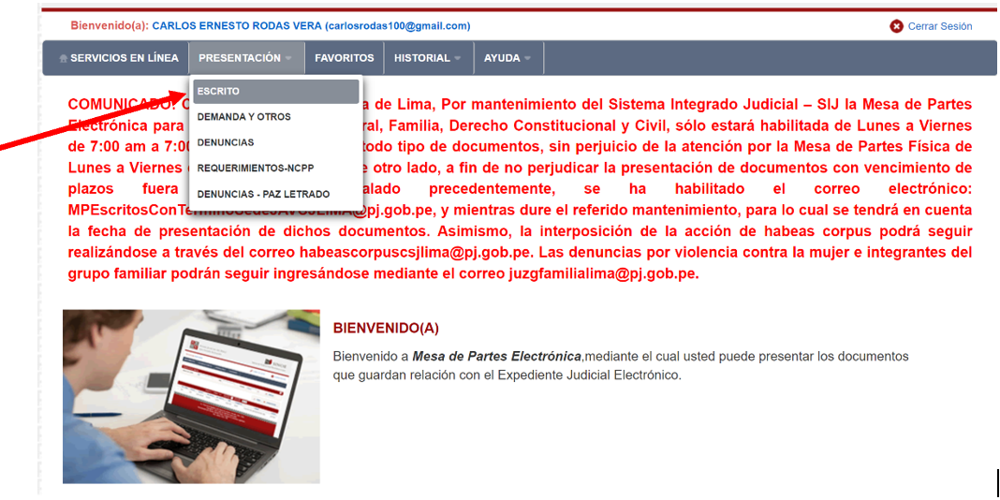 Bienvenido(a): CARLOS ERNESTO RODAS VERA (carlosrodas100@gmail.com)
Cerrar Sesión
SERVICIOS EN LÍNEA PRESENTACIÓN FAVORITOS HISTORIAL AYUDA
ESCRITO
DEMANDA Y OTROS
DENUNCIAS
REQUERIMIENTOS-NCPP
DENUNCIAS - PAZ LETRADO
COMUNICADO: de Lima, Por mantenimiento del Sistema Integrado Judicial – SIJ la Mesa de Partes
Electrónica para Familia, Derecho Constitucional y Civil, sólo estará habilitada de Lunes a Viernes
de 7:00 am a todo tipo de documentos, sin perjuicio de la atención por la Mesa de Partes Física de
Lunes a Viernes otro lado, a fin de no perjudicar la presentación de documentos con vencimiento de
plazos fuera precedentemente, se ha habilitado el correo electrónico:
y mientras dure el referido mantenimiento, para lo cual se tendrá en cuenta
la fecha de presentación de dichos documentos. Asimismo, la interposición de la acción de habeas corpus podrá seguir
realizándose a través del correo habeascorpuscsjlima@pj.gob.pe. Las denuncias por violencia contra la mujer e integrantes del
grupo familiar podrán seguir ingresándose mediante el correo juzgfamilialima@pj.gob.pe.
BIENVENIDO(A)
Bienvenido a Mesa de Partes Electrónica,mediante el cual usted puede presentar los documentos
que guardan relación con el Expediente Judicial Electrónico.